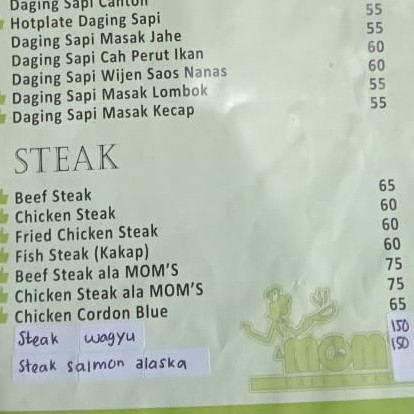 Daging Sapi Canton
Hotplate Daging Sapi 55
Daging Sapi Masak Jahe 55
Daging Sapi Cah Perut Ikan 60
Daging Sapi Wijen Saos Nanas 60
Daging Sapi Masak Lombok 55
Daging Sapi Masak Kecap 55
STEAK
Beef Steak 65
Chicken Steak 60
Fried Chicken Steak 60
Fish Steak (Kakap) 60
Beef Steak ala MOM'S 75
Chicken Steak ala MOM'S 75
Chicken Cordon Blue 65
Steak wagyu 150
Steak salmon alaska 150
mom